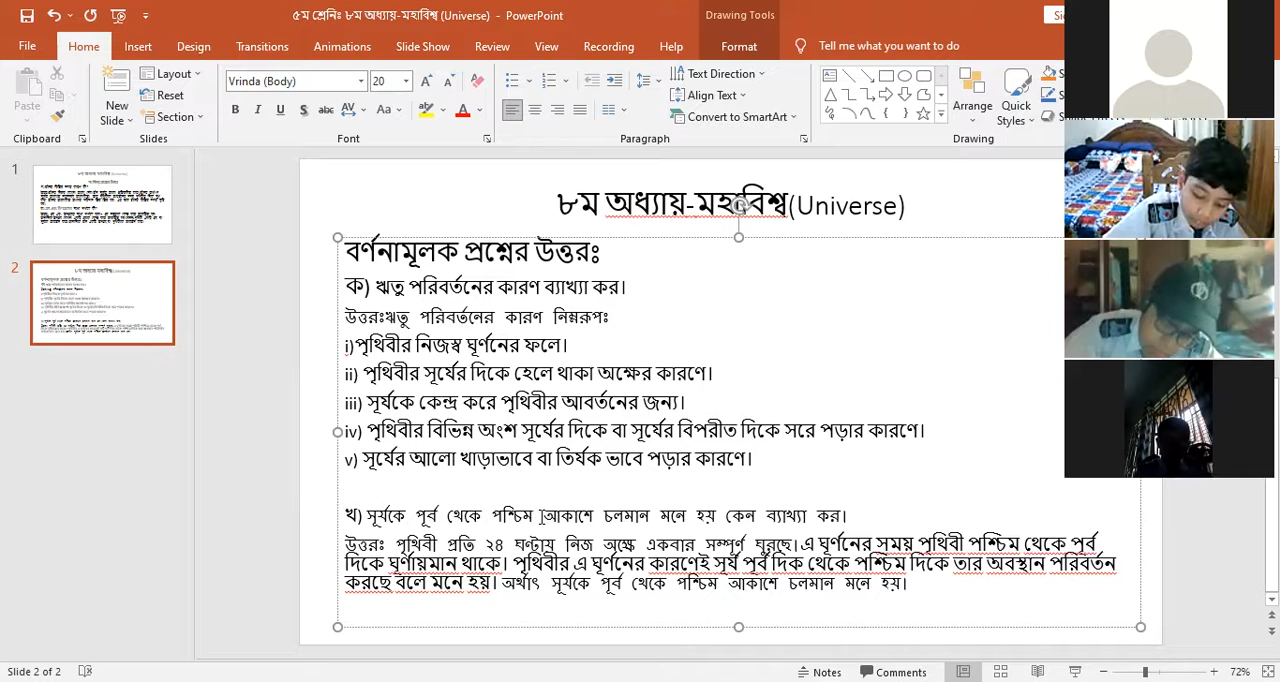 ৫ম শ্রেনিঃ ৮ম অধ্যায়-মহাবিশ্ব (Universe) - PowerPoint
Drawing Tools
File Home Insert Design Transitions Animations Slide Show Review View Recording Help Format Tell me what you want to do
Paste
Clipboard
New Slide
Layout
Reset
Section
Slides
Vrinda (Body) 20
B I U S abc AV Aa A
Font
Text Direction
Align Text
Convert to SmartArt
Paragraph
Arrange
Quick Styles
Drawing
1
2
৮ম অধ্যায়-মহাবিশ্ব(Universe)
বর্ণনামূলক প্রশ্নের উত্তরঃ
ক) ঋতু পরিবর্তনের কারণ ব্যাখ্যা কর।
উত্তরঃঋতু পরিবর্তনের কারণ নিম্নরূপঃ
i)পৃথিবীর নিজস্ব ঘূর্ণনের ফলে।
ii) পৃথিবীর সূর্যের দিকে হেলে থাকা অক্ষের কারণে।
iii) সূর্যকে কেন্দ্র করে পৃথিবীর আবর্তনের জন্য।
iv) পৃথিবীর বিভিন্ন অংশ সূর্যের দিকে বা সূর্যের বিপরীত দিকে সরে পড়ার কারণে।
v) সূর্যের আলো খাড়াভাবে বা তির্যক ভাবে পড়ার কারণে।
খ) সূর্যকে পূর্ব থেকে পশ্চিম আকাশে চলমান মনে হয় কেন ব্যাখ্যা কর।
উত্তরঃ পৃথিবী প্রতি ২৪ ঘণ্টায় নিজ অক্ষে একবার সম্পূর্ণ ঘুরছে। এ ঘূর্ণনের সময় পৃথিবী পশ্চিম থেকে পূর্ব
দিকে ঘূর্ণায়মান থাকে। পৃথিবীর এ ঘূর্ণনের কারণেই সূর্য পূর্ব দিক থেকে পশ্চিম দিকে তার অবস্থান পরিবর্তন
করছে বলে মনে হয়। অর্থাৎ সূর্যকে পূর্ব থেকে পশ্চিম আকাশে চলমান মনে হয়।
Slide 2 of 2 Notes Comments 72%